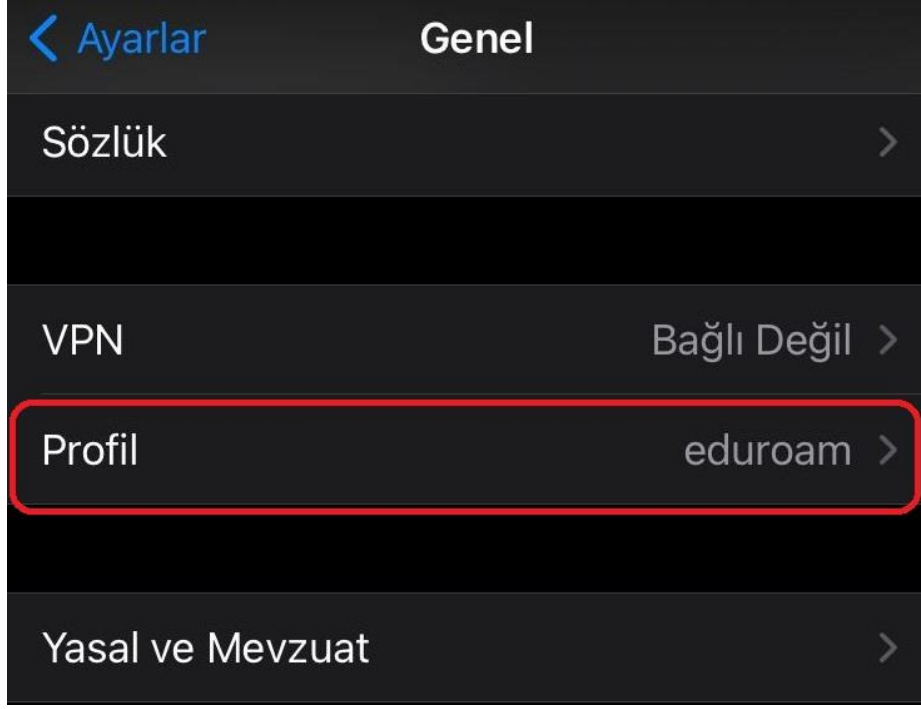 Ayarlar Genel
Sözlük
VPN Bağlı Değil
Profil eduroam
Yasal ve Mevzuat